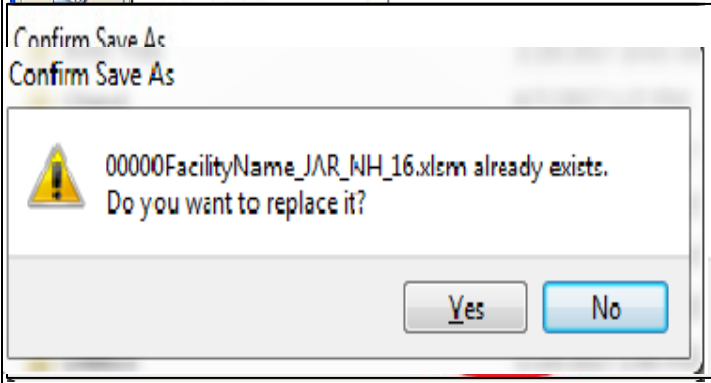 Confirm Save As
Confirm Save As
00000FacilityName_JAR_NH_16.xlsm already exists.
Do you want to replace it?
Yes
No